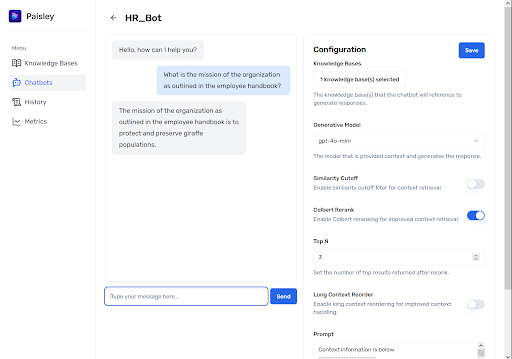 Paisley
Menu
Knowledge Bases
Chatbots
History
Metrics
HR_Bot
Hello, how can I help you?
What is the mission of the organization
as outlined in the employee handbook?
The mission of the organization as
outlined in the employee handbook is to
protect and preserve giraffe
populations.
Type your message here...
Send
Configuration
Save
Knowledge Bases
1 knowledge base(s) selected
The knowledge base(s) that the chatbot will reference to
generate responses.
Generative Model
gpt-4o-mini
The model that is provided context and generates the response.
Similarity Cutoff
Enable similarity cutoff filter for context retrieval.
Colbert Rerank
Enable Colbert reranking for improved context retrieval.
Top N
3
Set the number of top results returned after rerank.
Long Context Reorder
Enable long context reordering for improved context
handling.
Prompt
Context information is below.
---------------------